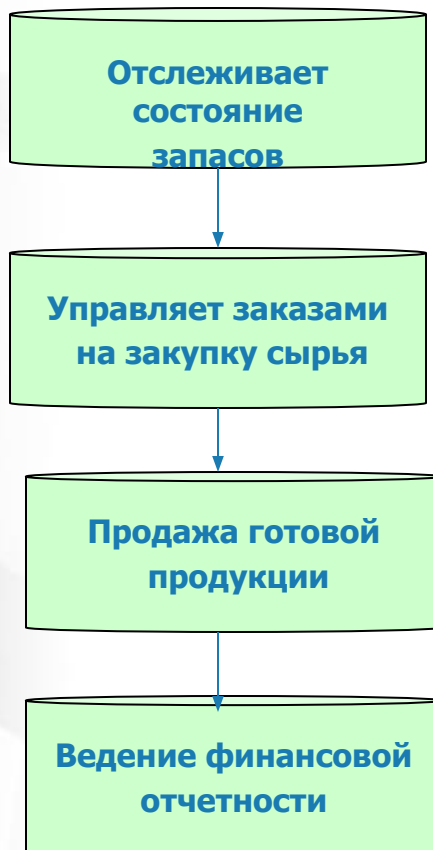 Отслеживает
состояние
запасов
Управляет заказами
на закупку сырья
Продажа готовой
продукции
Ведение финансовой
отчетности